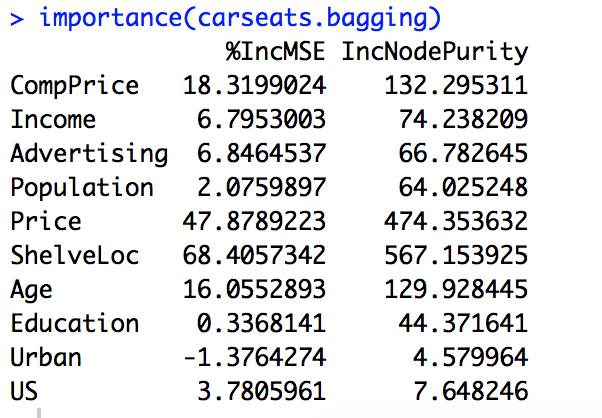 > importance(carseats.bagging)
%IncMSE IncNodePurity
CompPrice 18.3199024 132.295311
Income 6.7953003 74.238209
Advertising 6.8464537 66.782645
Population 2.0759897 64.025248
Price 47.8789223 474.353632
ShelveLoc 68.4057342 567.153925
Age 16.0552893 129.928445
Education 0.3368141 44.371641
Urban -1.3764274 4.579964
US 3.7805961 7.648246